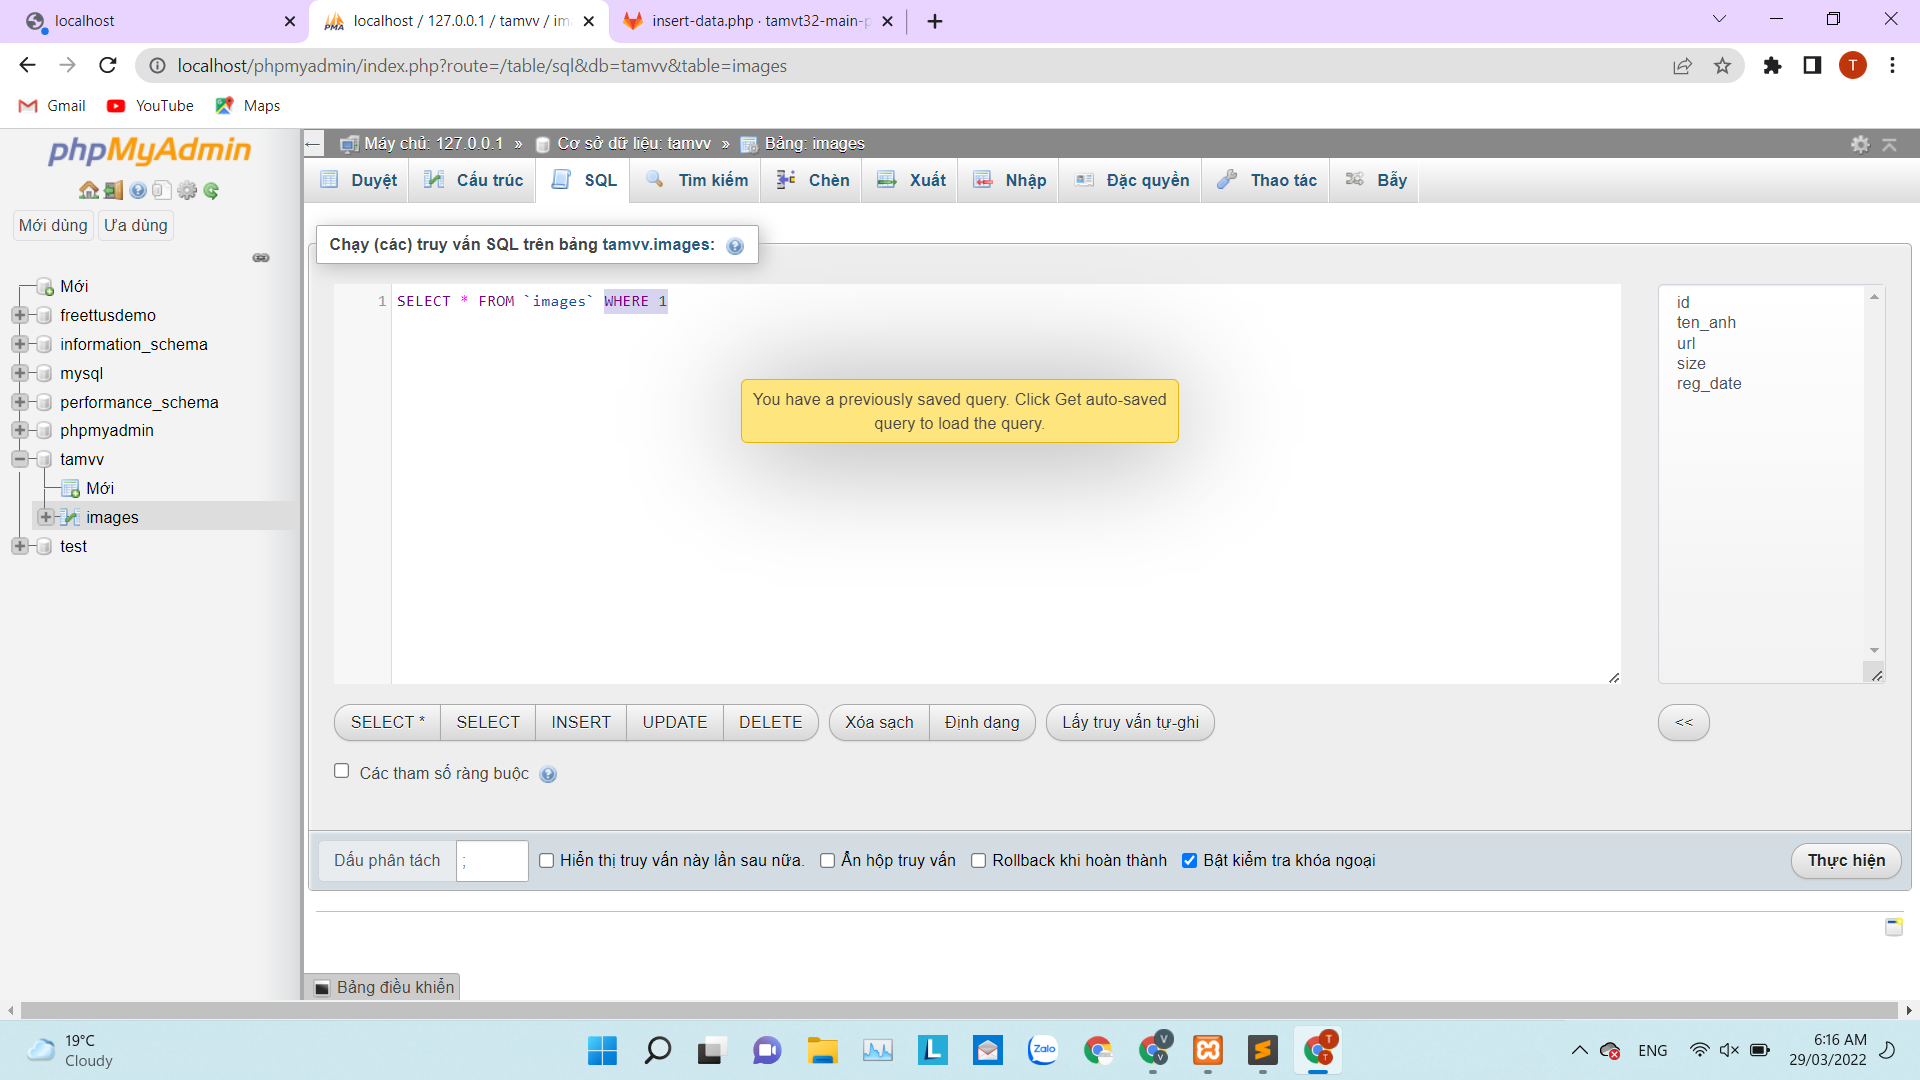 localhost
localhost / 127.0.0.1 / tamvv / im
insert-data.php · tamvt32-main-p
localhost/phpmyadmin/index.php?route=/table/sql&db=tamvv&table=images
T
Gmail
YouTube
Maps
phpMyAdmin
Mới dùng
Ưa dùng
Mới
freettusdemo
information_schema
mysql
performance_schema
phpmyadmin
tamvv
Mới
images
test
Máy chủ: 127.0.0.1 » Cơ sở dữ liệu: tamvv » Bảng: images
Duyệt
Cấu trúc
SQL
Tìm kiếm
Chèn
Xuất
Nhập
Đặc quyền
Thao tác
Bẫy
Chạy (các) truy vấn SQL trên bảng tamvv.images:
1 SELECT * FROM `images` WHERE 1
You have a previously saved query. Click Get auto-saved
query to load the query.
id
ten_anh
url
size
reg_date
SELECT *
SELECT
INSERT
UPDATE
DELETE
Xóa sạch
Định dạng
Lấy truy vấn tự-ghi
<<
Các tham số ràng buộc
Dấu phân tách
;
Hiển thị truy vấn này lần sau nữa.
Ẩn hộp truy vấn
Rollback khi hoàn thành
Bật kiểm tra khóa ngoại
Thực hiện
Bảng điều khiển
19°C
Cloudy
L
Zalo
V
V
T
T
ENG
6:16 AM
29/03/2022